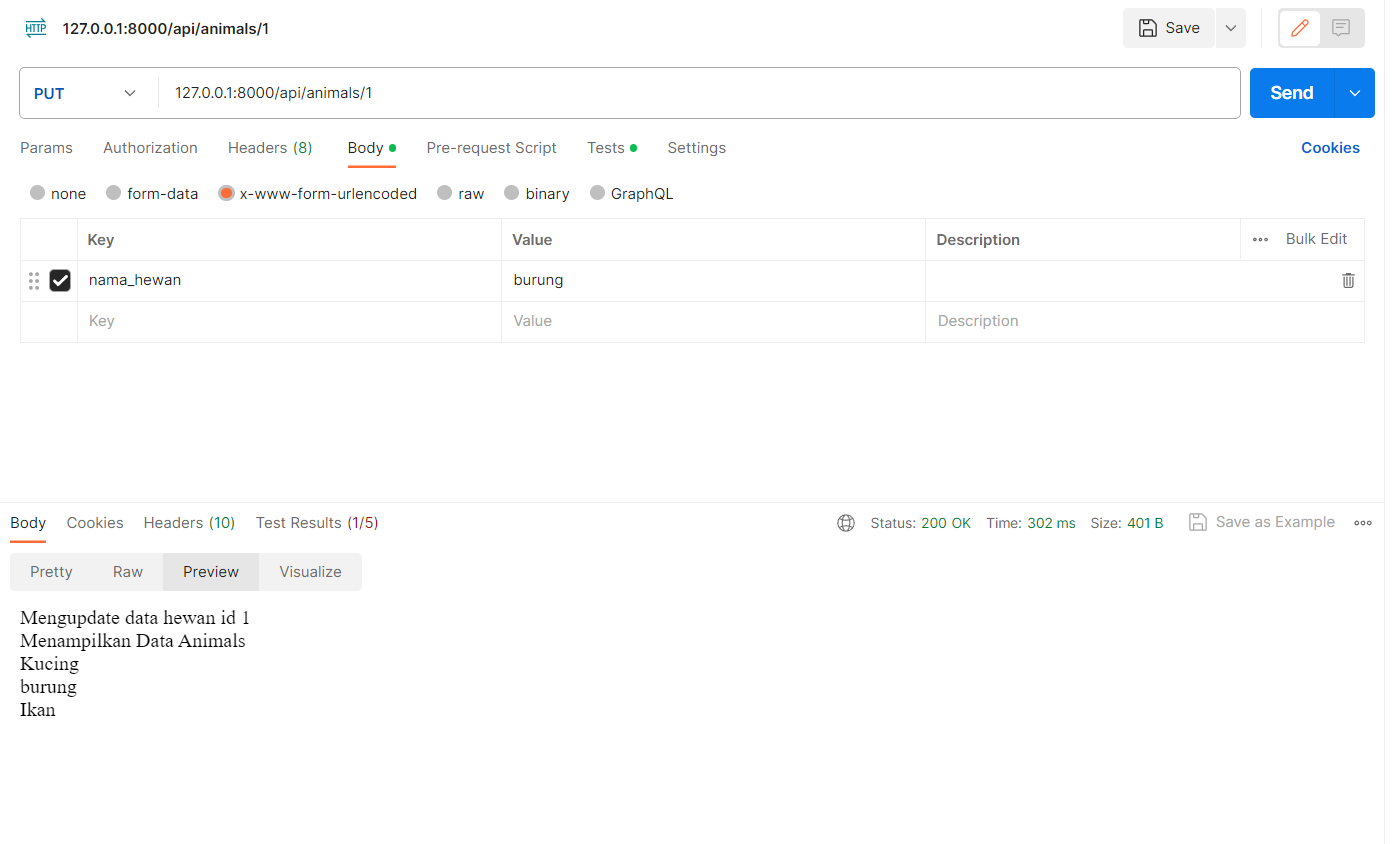 HTTP 127.0.0.1:8000/api/animals/1 Save
PUT 127.0.0.1:8000/api/animals/1 Send
Params Authorization Headers (8) Body Pre-request Script Tests Settings Cookies
none form-data x-www-form-urlencoded raw binary GraphQL
Key Value Description Bulk Edit
nama_hewan burung
Key Value Description
Body Cookies Headers (10) Test Results (1/5) Status: 200 OK Time: 302 ms Size: 401 B Save as Example
Pretty Raw Preview Visualize
Mengupdate data hewan id 1
Menampilkan Data Animals
Kucing
burung
Ikan